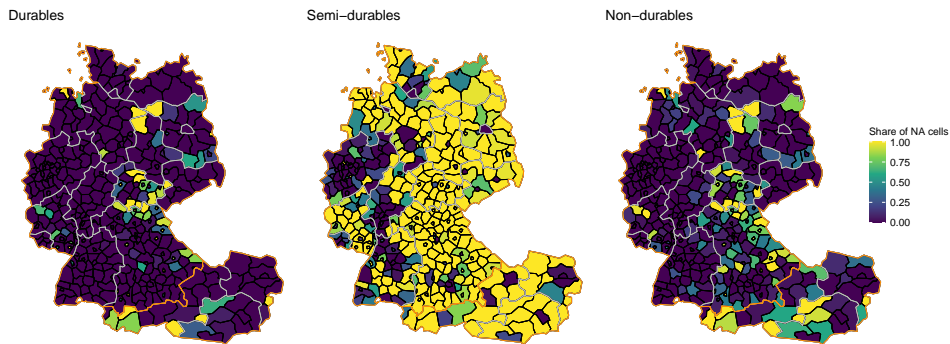 Durables
Semi−durables
Non−durables
Share of NA cells
1.00
0.75
0.50
0.25
0.00